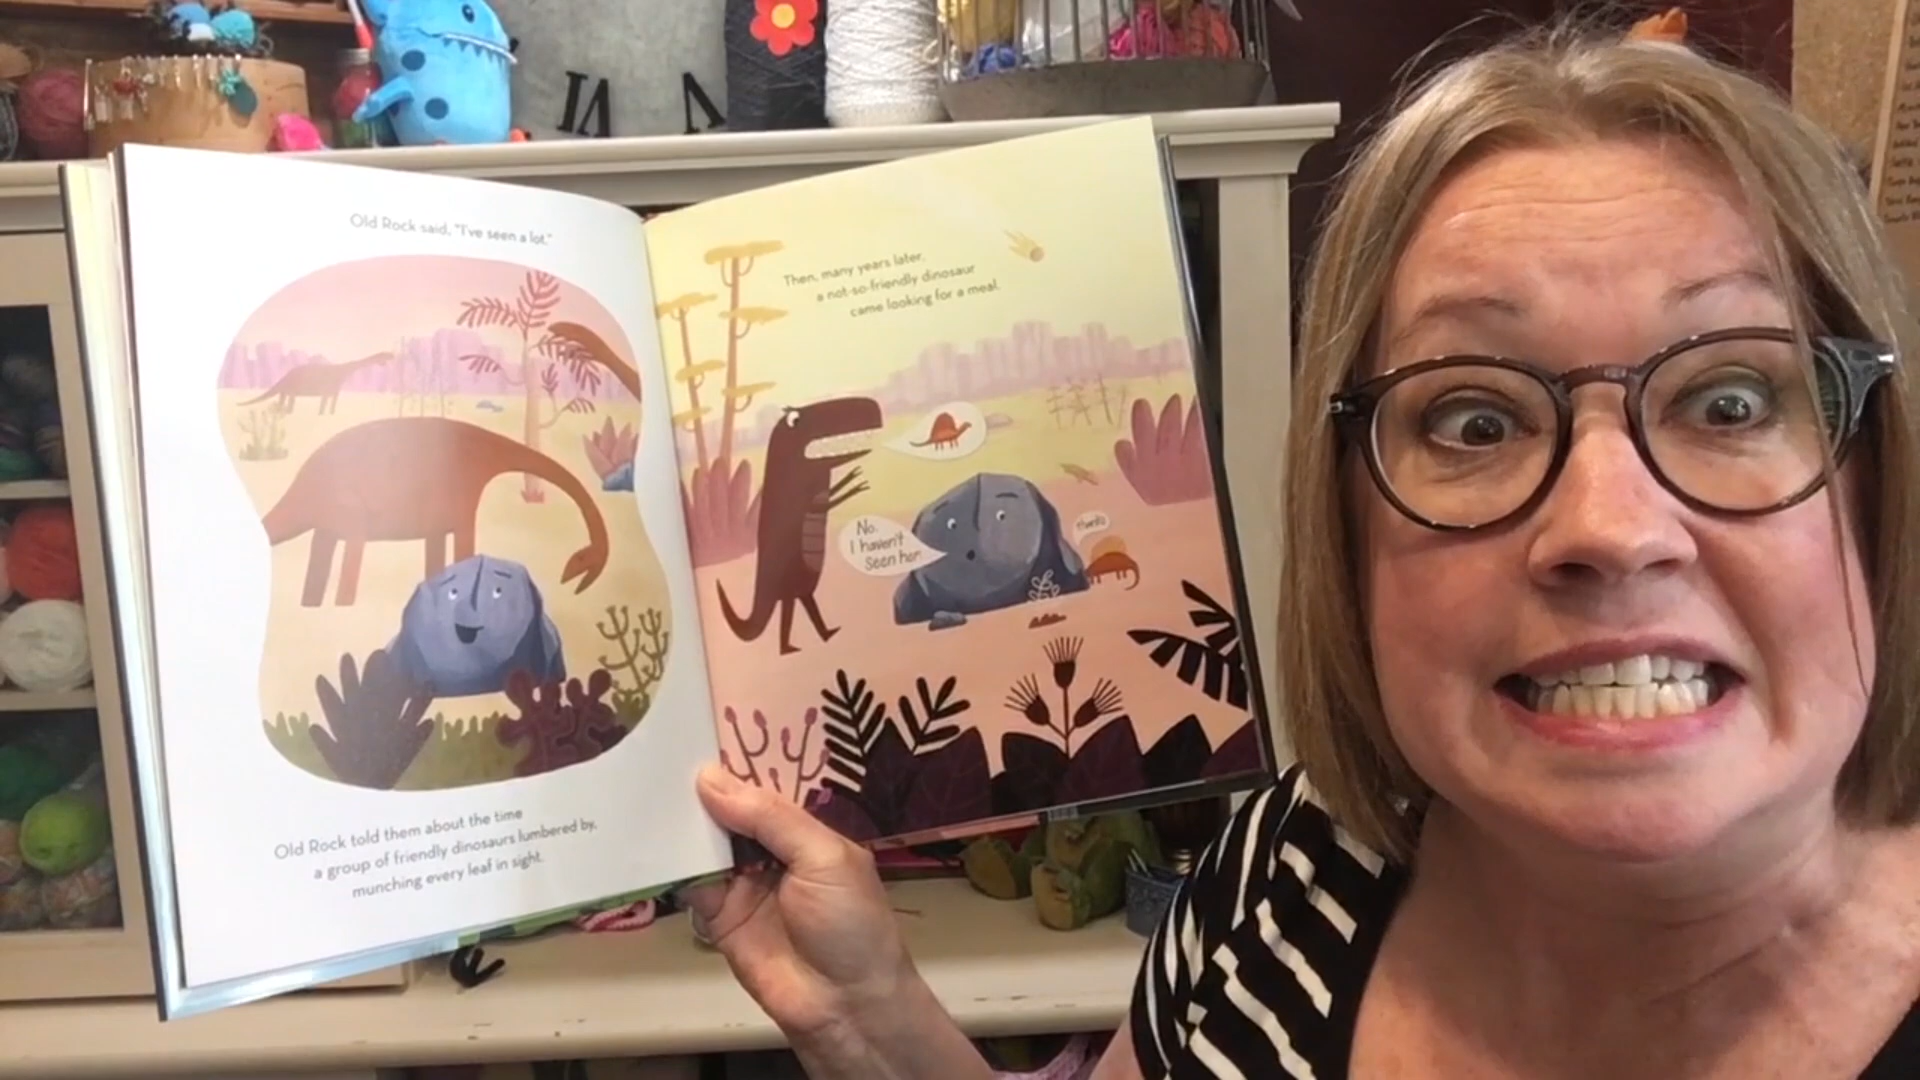 Old Rock said, "I've seen a lot."
Old Rock told them about the time
a group of friendly dinosaurs lumbered by,
munching every leaf in sight.
Then, many years later,
a not-so-friendly dinosaur
came looking for a meal.
No.
I haven't
seen her.
thanks